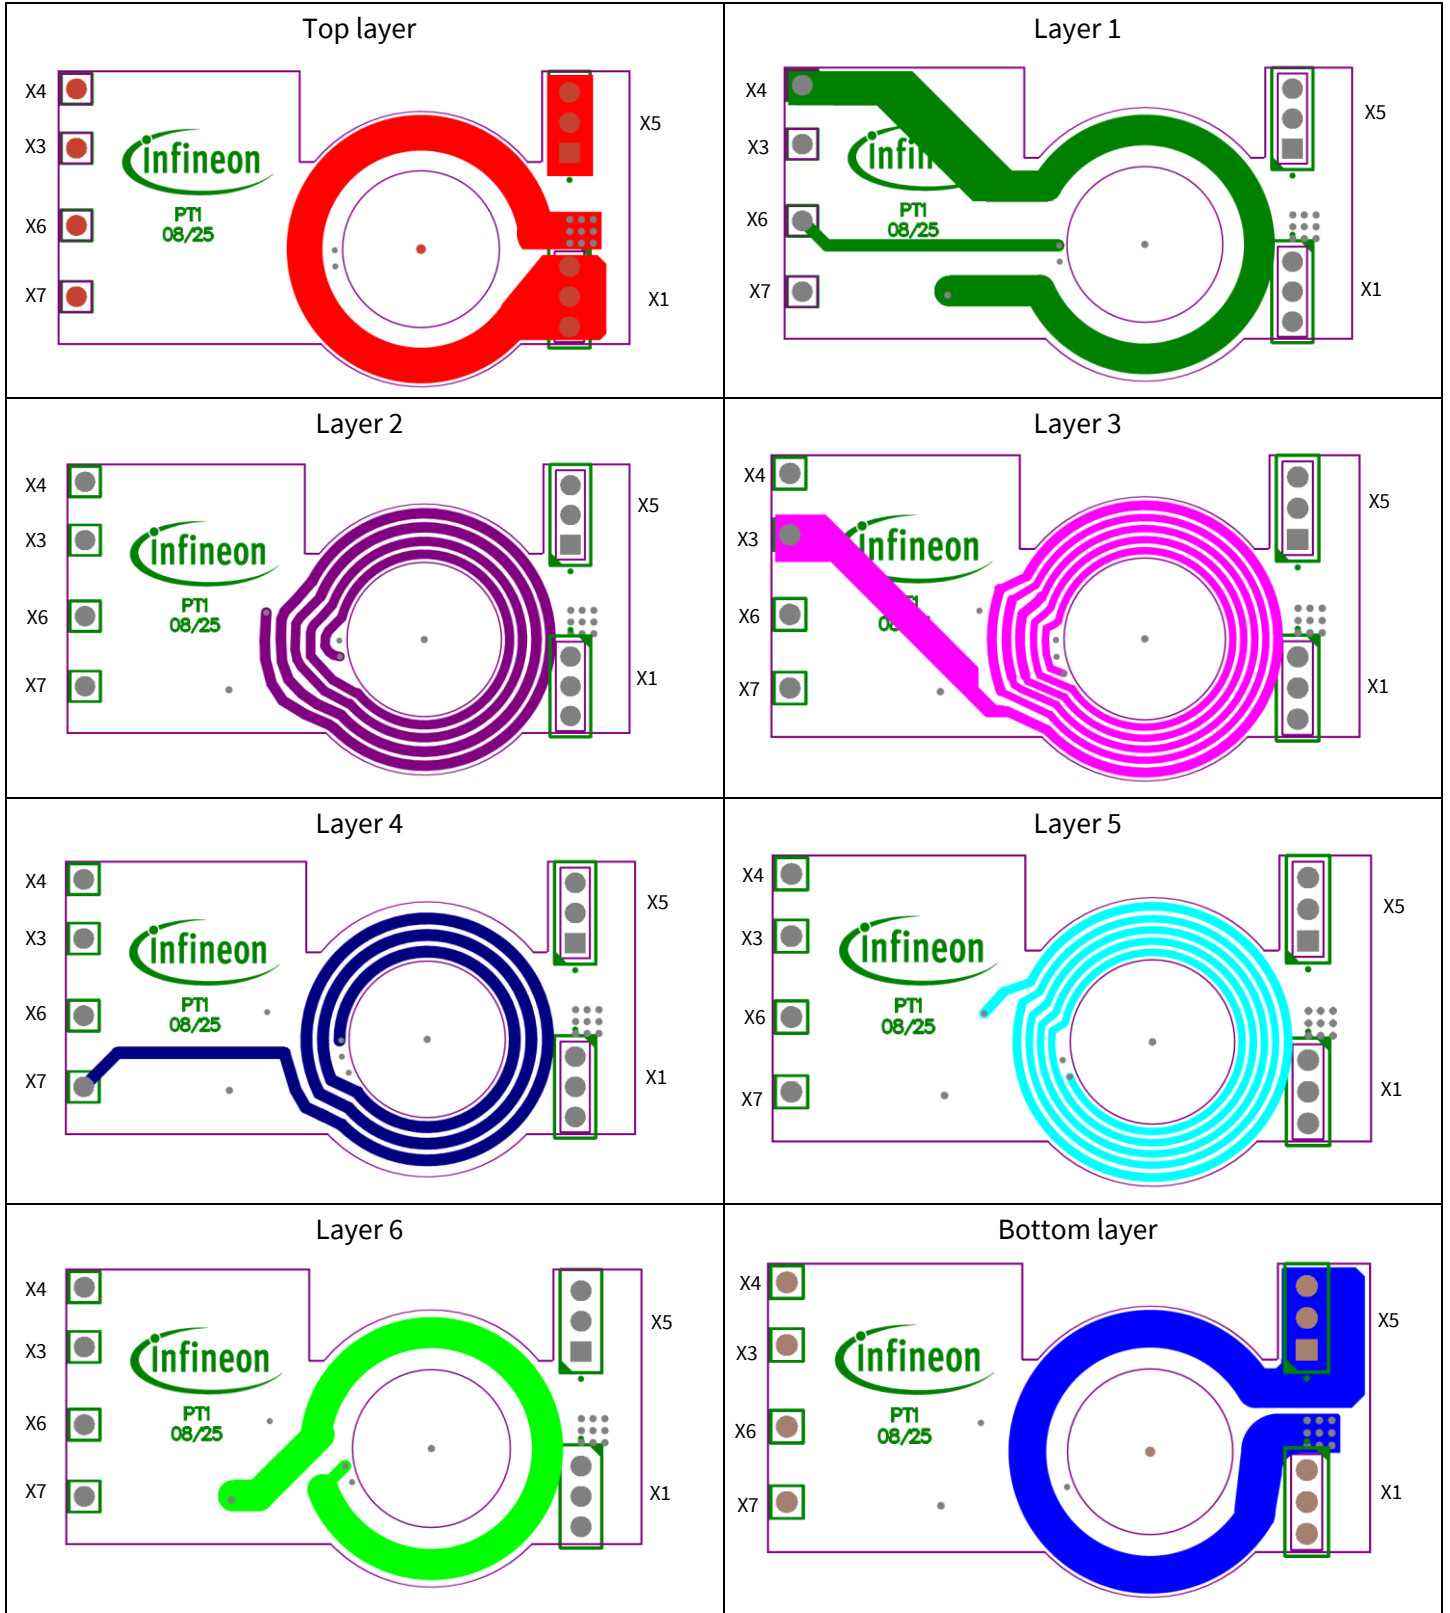 Top layer
X4
X3
X6
X7
infineon
PT1
08/25
X5
X1
Layer 1
X4
X3
X6
X7
infin
PT1
08/25
X5
X1
Layer 2
X4
X3
X6
X7
infineon
PT1
08/25
X5
X1
Layer 3
X4
X3
X6
X7
infineon
X5
X1
Layer 4
X4
X3
X6
X7
infineon
PT1
08/25
X5
X1
Layer 5
X4
X3
X6
X7
infineon
PT1
08/25
X5
X1
Layer 6
X4
X3
X6
X7
infineon
PT1
08/25
X5
X1
Bottom layer
X4
X3
X6
X7
infineon
PT1
08/25
X5
X1